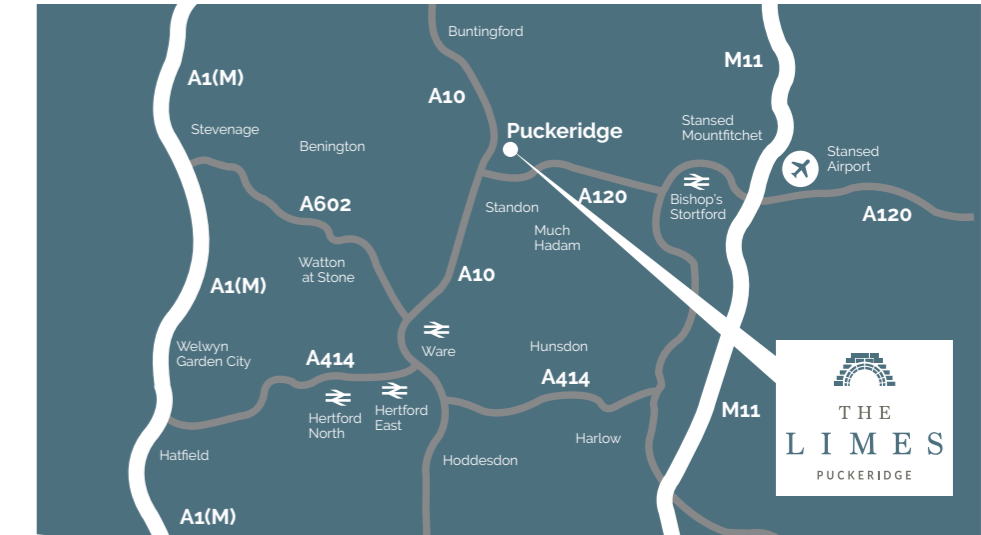 Buntingford
M11
A1(M)
A10
Stansed
Mountfitchet
Stevenage
Puckeridge
Benington
Stansed
Airport
A602
Standon
A120
Bishop's
Stortford
A120
Much
Hadam
Watton
at Stone
A10
A1(M)
Welwyn
Garden City
A414
Ware
Hunsdon
A414
Hertford
North
Hertford
East
M11
THE
LIMES
PUCKERIDGE
Hatfield
Hoddesdon
Harlow
A1(M)